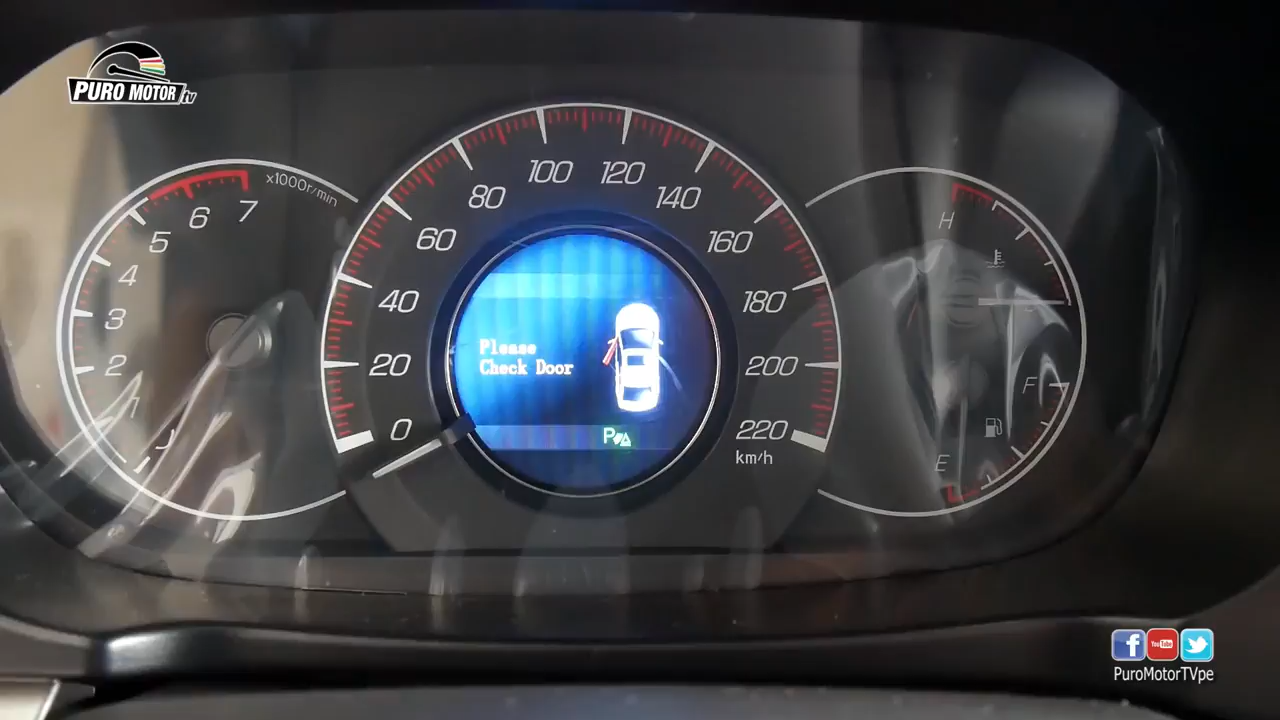 PURO MOTOR tv
x1000r/min
1
2
3
4
5
6
7
0
20
40
60
80
100
120
140
160
180
200
220
km/h
Please
Check Door
P
H
F
E
f YouTube
PuroMotorTVpe